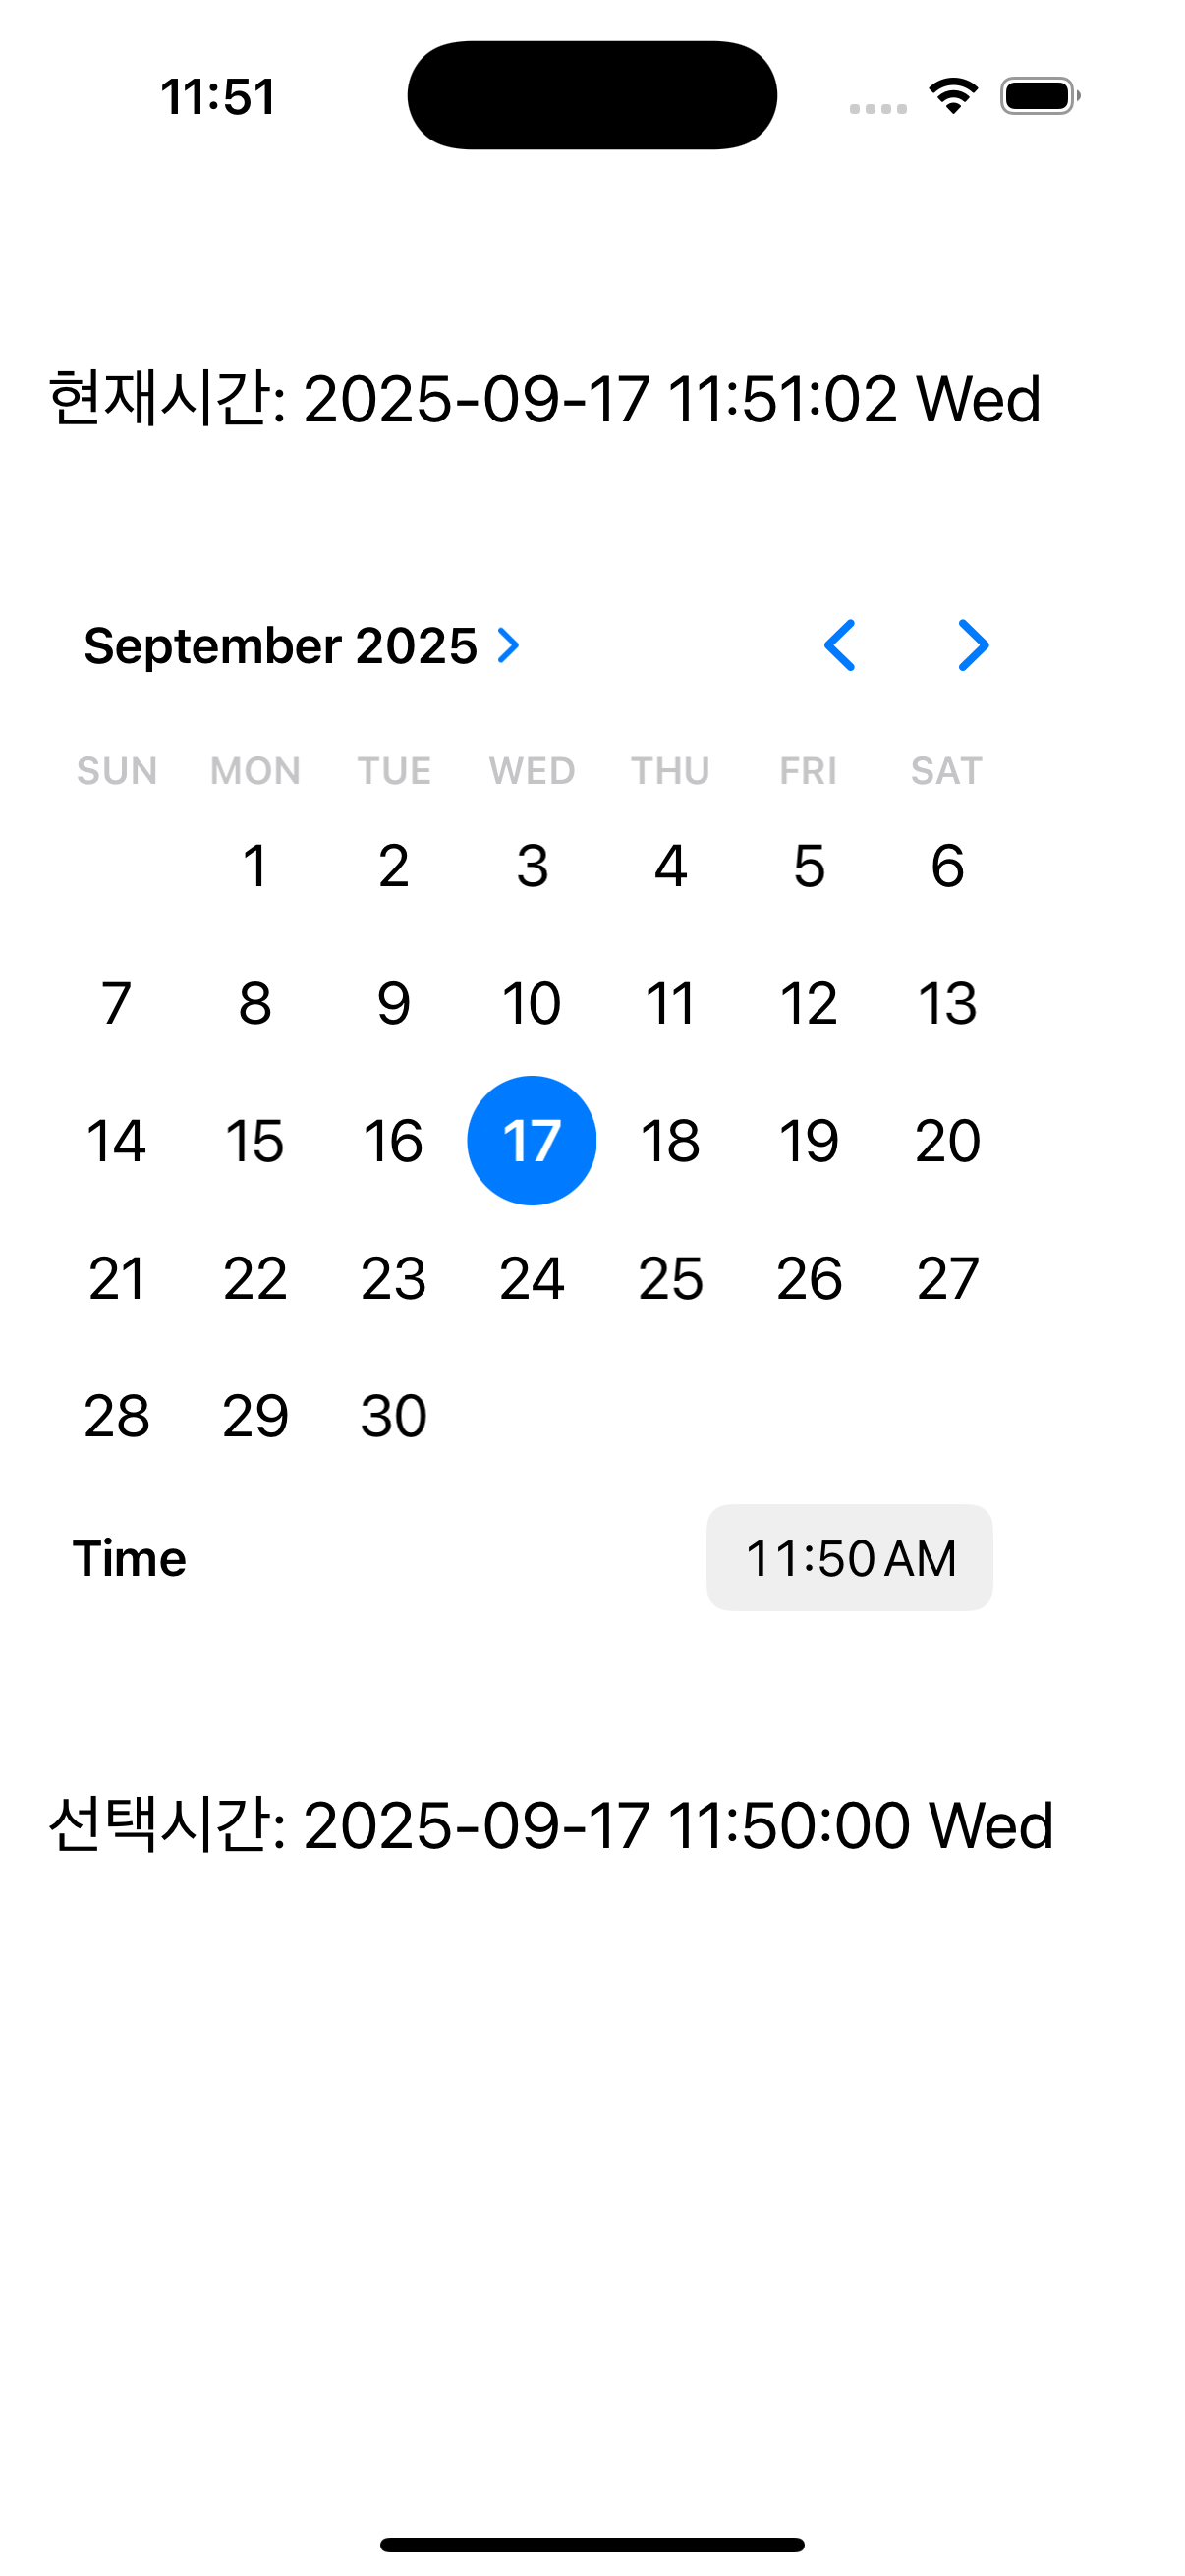 11:51
현재시간: 2025-09-17 11:51:02 Wed
September 2025
SUN MON TUE WED THU FRI SAT
1 2 3 4 5 6
7 8 9 10 11 12 13
14 15 16 17 18 19 20
21 22 23 24 25 26 27
28 29 30
Time 11:50 AM
선택시간: 2025-09-17 11:50:00 Wed